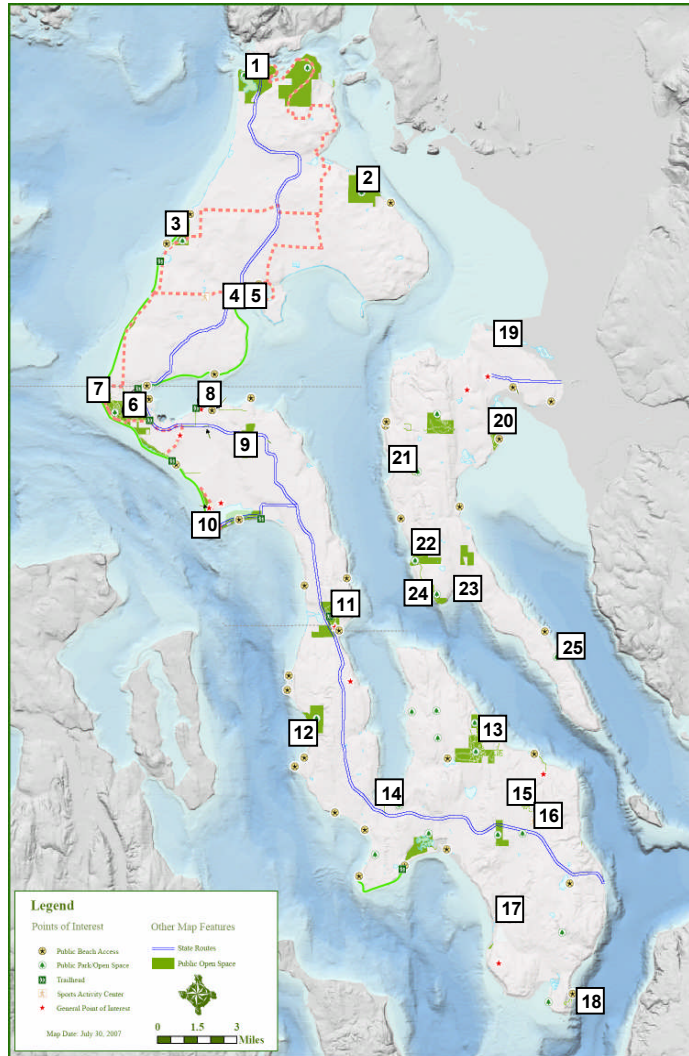 1
2
3
4 5
19
7
6
8
9
20
21
10
22
23
24
11
25
12
13
14
15
16
17
18
Legend
Points of Interest
Other Map Features
Public Beach Access
Public Park/Open Space
Trailhead
Sports Activity Center
General Point of Interest
State Routes
Public Open Space
Map Date: July 30, 2007
0 1.5 3
Miles